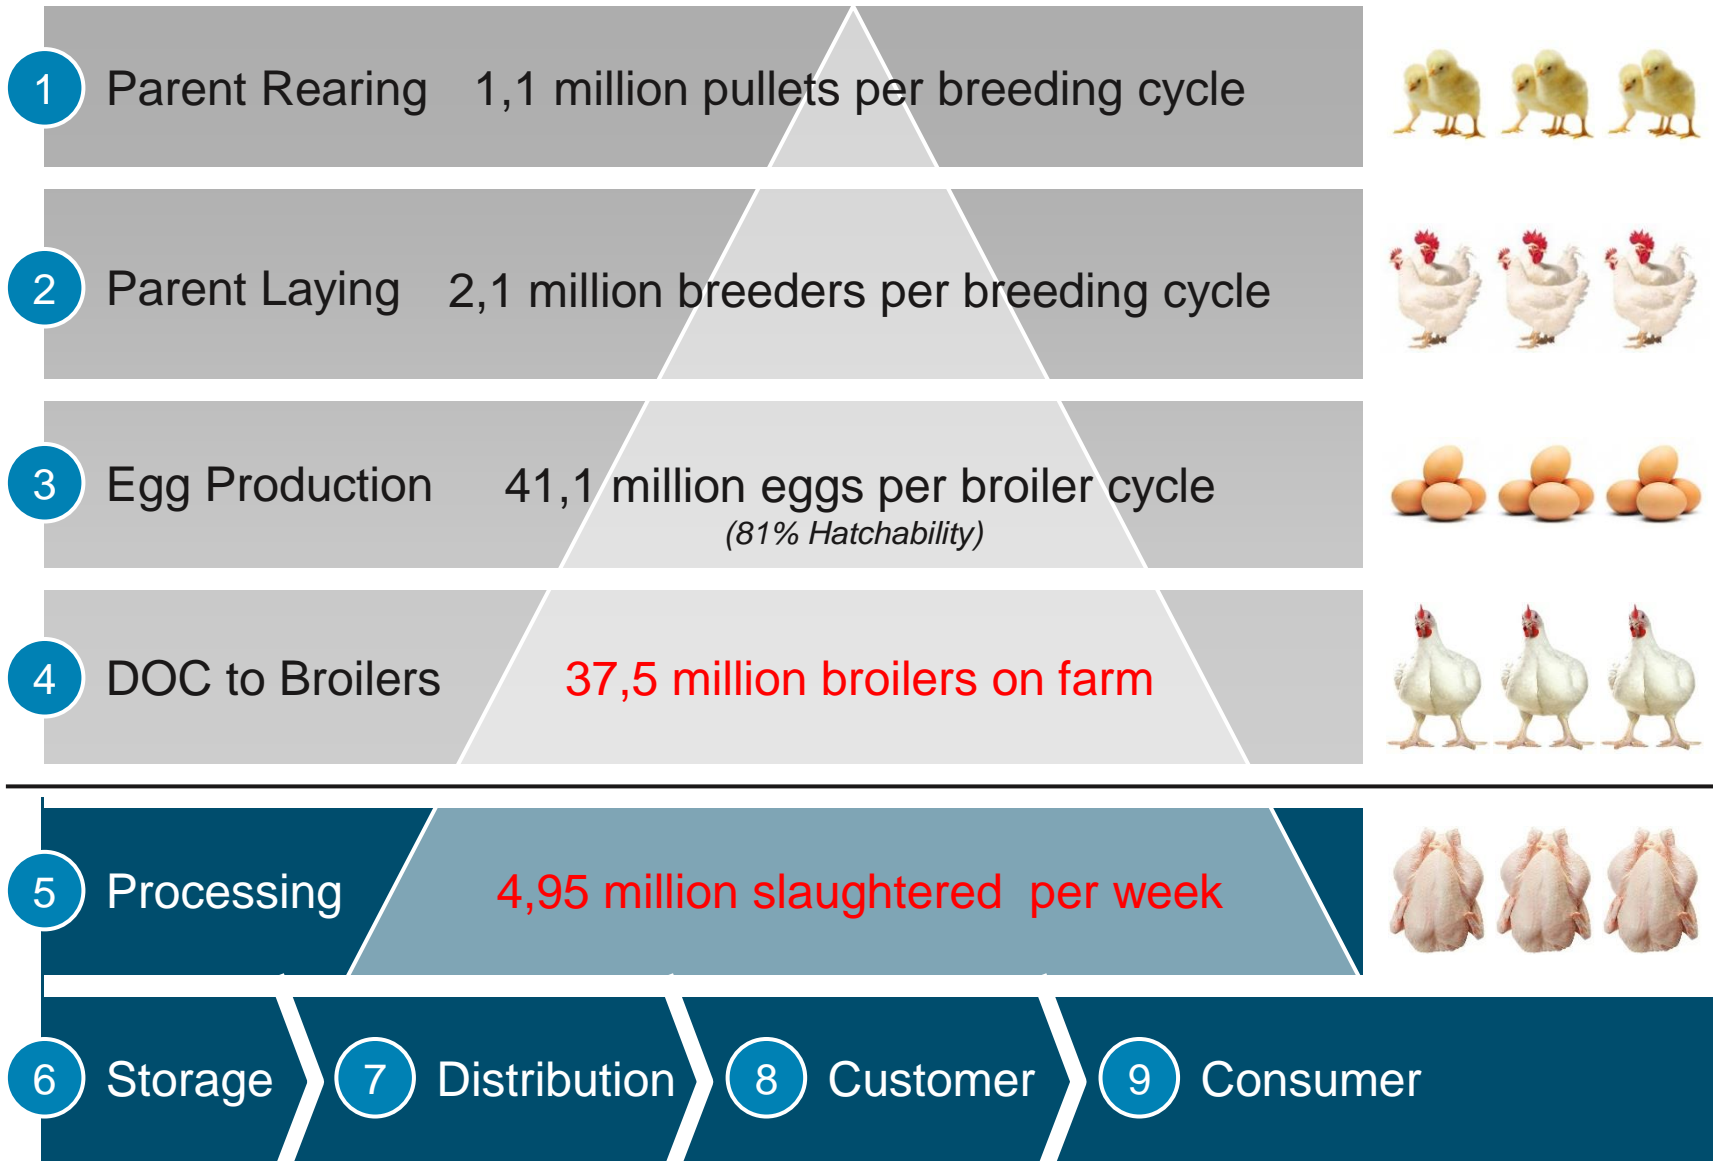 1 Parent Rearing 1,1 million pullets per breeding cycle
2 Parent Laying 2,1 million breeders per breeding cycle
3 Egg Production 41,1 million eggs per broiler cycle
(81% Hatchability)
4 DOC to Broilers 37,5 million broilers on farm
5 Processing 4,95 million slaughtered per week
6 Storage 7 Distribution 8 Customer 9 Consumer